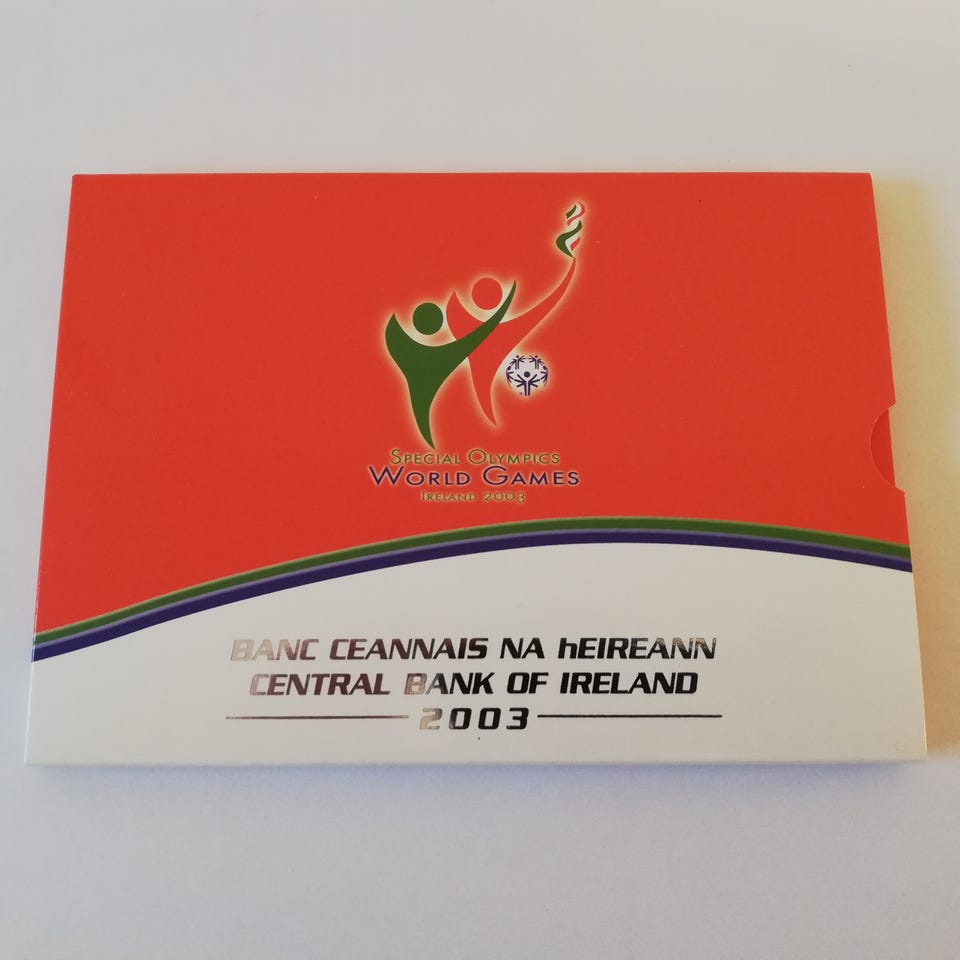 SPECIAL OLYMPICS
WORLD GAMES
IRELAND 2003
BANC CEANNAIS NA hEIREANN
CENTRAL BANK OF IRELAND
2003